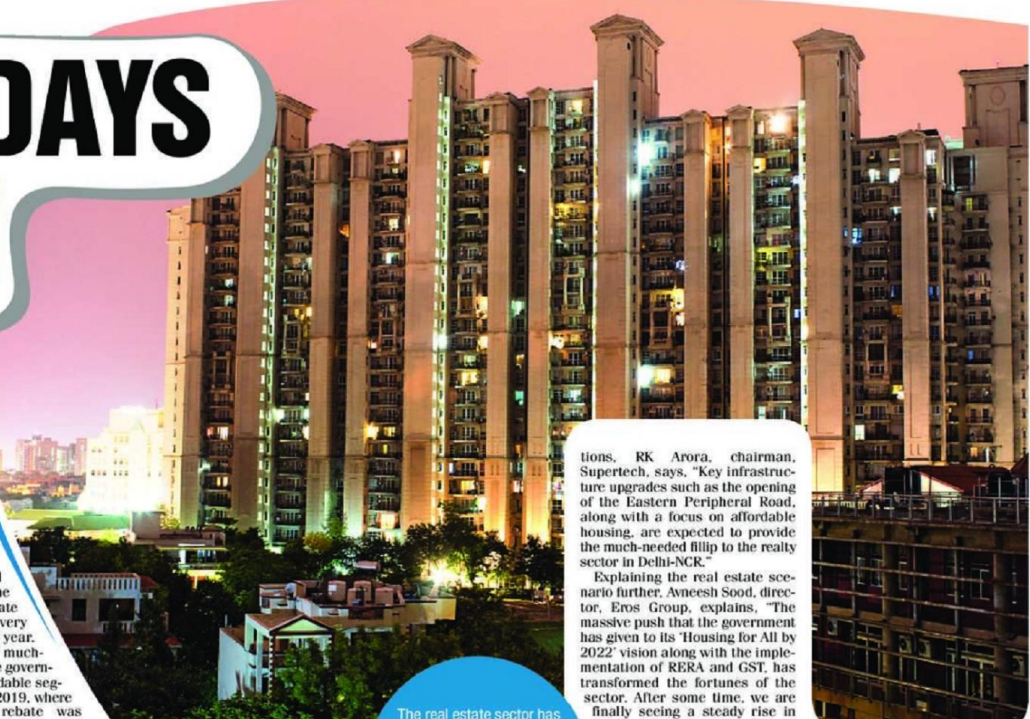 DAYS
ate
very
year.
much-
govern-
dable seg-
2019, where
rebate was
The real estate sector has
tions, RK Arora, chairman,
Supertech, says, "Key infrastruc-
ture upgrades such as the opening
of the Eastern Peripheral Road,
along with a focus on affordable
housing, are expected to provide
the much-needed fillip to the realty
sector in Delhi-NCR."
Explaining the real estate sce-
nario further, Avneesh Sood, direc-
tor, Eros Group, explains, "The
massive push that the government
has given to its 'Housing for All by
2022' vision along with the imple-
mentation of RERA and GST, has
transformed the fortunes of the
sector. After some time, we are
finally seeing a steady rise in